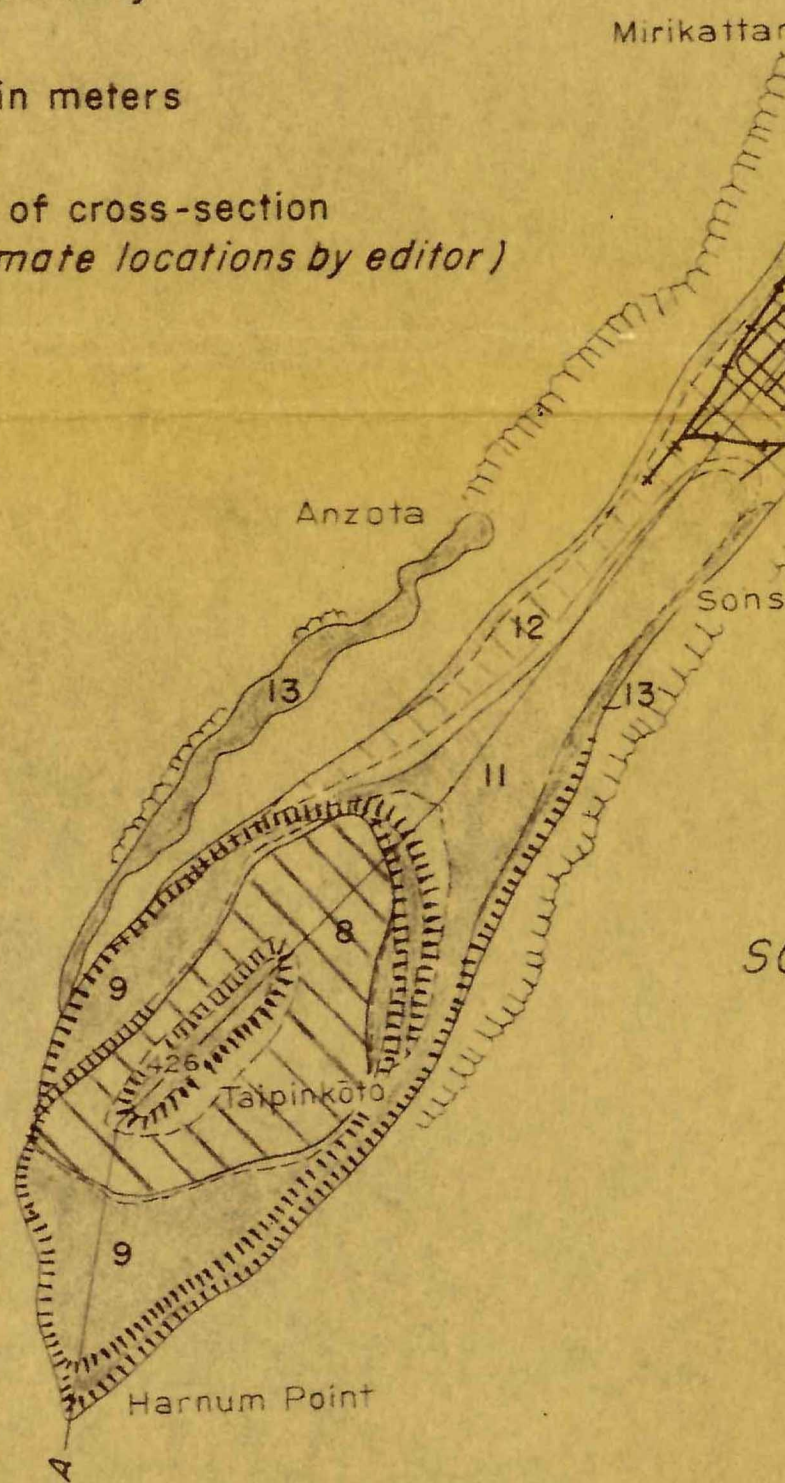 Mirikattar
in meters
of cross-section
mate locations by editor)
Anzota
Sons
12
13
13
11
8
9
426
Taipinkōto
9
Harnum Point
A